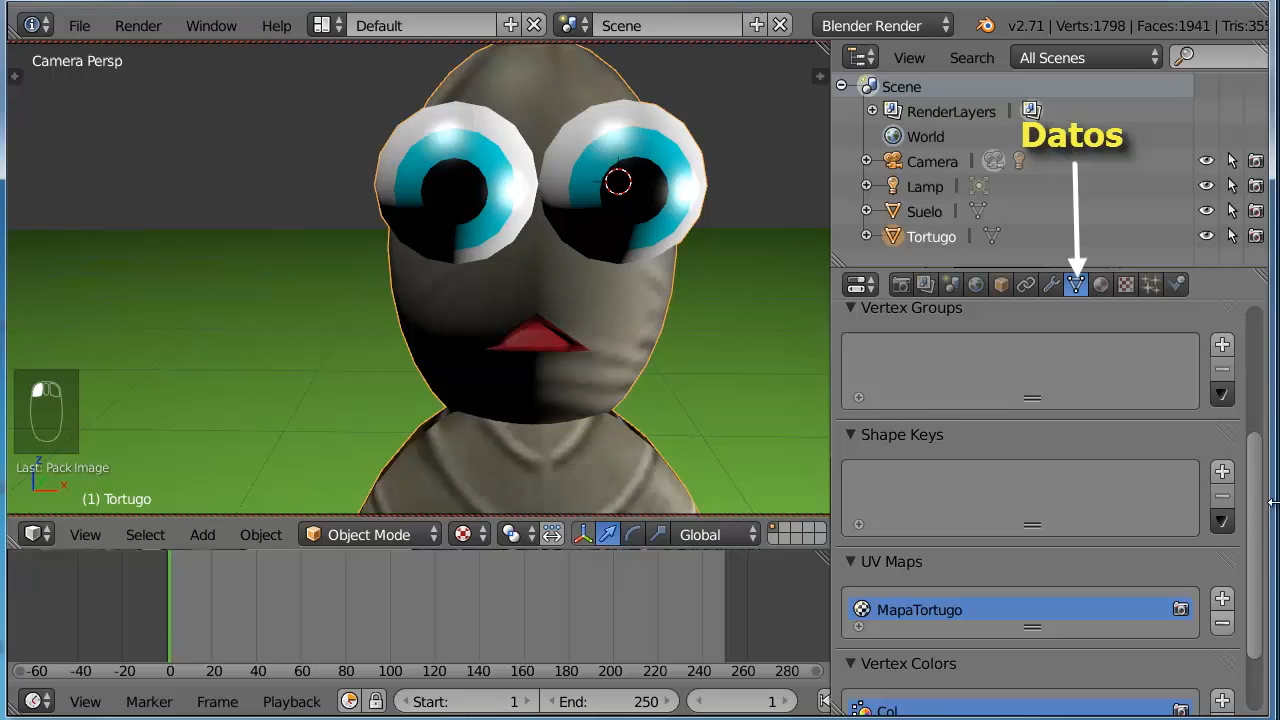 File Render Window Help Default Scene Blender Render v2.71 | Verts:1798 | Faces:1941 | Tris:355
Camera Persp
View Search All Scenes
Scene
RenderLayers
World
Datos
Camera
Lamp
Suelo
Tortugo
Vertex Groups
Shape Keys
Last: Pack Image
z
x
(1) Tortugo
View Select Add Object Object Mode Global
UV Maps
MapaTortugo
Vertex Colors
Col
-60 -40 -20 0 20 40 60 80 100 120 140 160 180 200 220 240 260 280
View Marker Frame Playback Start: 1 End: 250 1